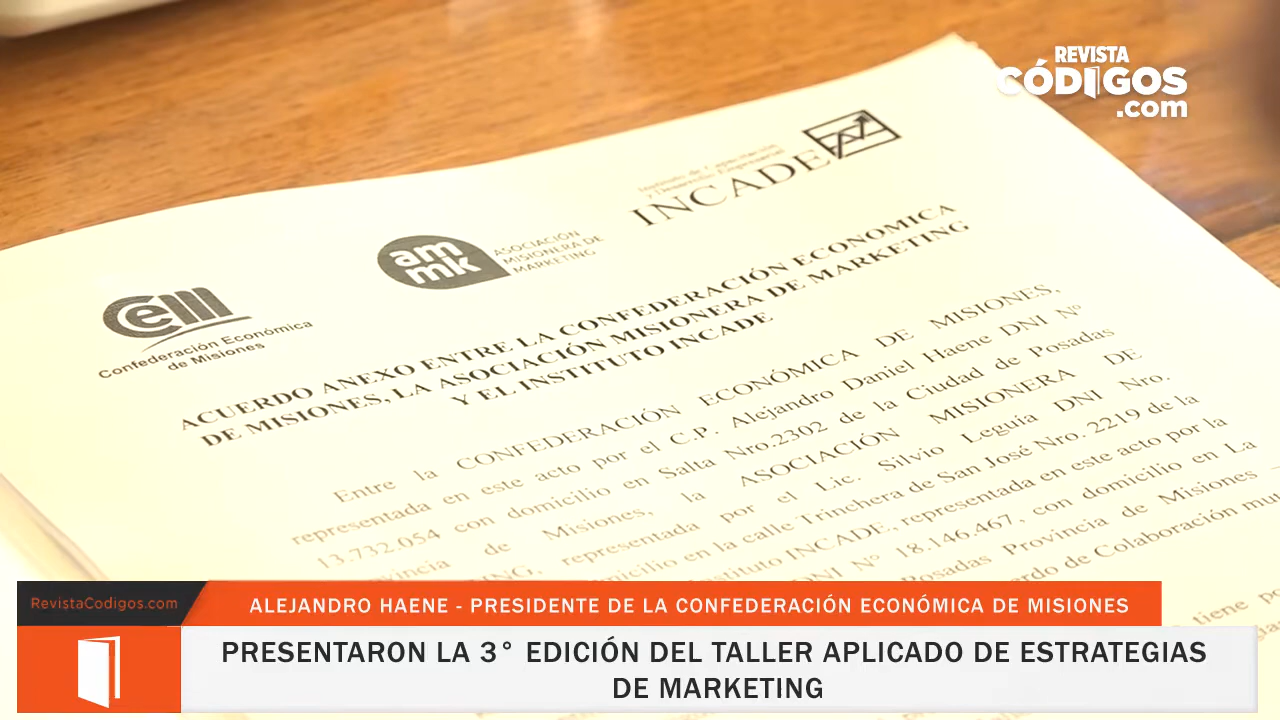 REVISTA
CÓDIGOS
.com
Instituto de Capacitación
y Desarrollo Empresarial
INCADE
am
mk
ASOCIACIÓN
MISIONERA DE
MARKETING
cem
Confederación Económica
de Misiones
ACUERDO ANEXO ENTRE LA CONFEDERACIÓN ECONOMICA
DE MISIONES, LA ASOCIACIÓN MISIONERA DE MARKETING
Y EL INSTITUTO INCADE
Entre la CONFEDERACIÓN ECONÓMICA DE MISIONES,
representada en este acto por el C.P. Alejandro Daniel Haene DNI Nº
13.732.054 con domicilio en Salta Nro.2302 de la Ciudad de Posadas
de Misiones, la ASOCIACIÓN MISIONERA DE
representada por el Lic. Silvio Leguía DNI Nro.
en la calle Trinchera de San José Nro. 2219 de la
Instituto INCADE, representada en este acto por la
DNI Nº 18.146.467, con domicilio en La
Posadas Provincia de Misiones –
de Colaboración
tiene
RevistaCodigos.com
ALEJANDRO HAENE - PRESIDENTE DE LA CONFEDERACIÓN ECONÓMICA DE MISIONES
PRESENTARON LA 3° EDICIÓN DEL TALLER APLICADO DE ESTRATEGIAS
DE MARKETING